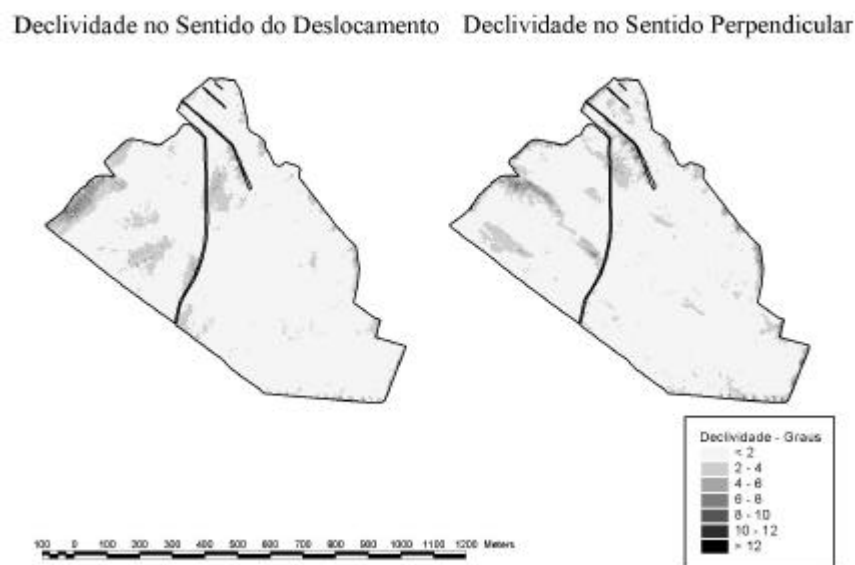 Declividade no Sentido do Deslocamento Declividade no Sentido Perpendicular
Declividade - Graus
< 2
2 - 4
4 - 6
6 - 8
8 - 10
10 - 12
> 12
100 0 100 200 300 400 500 600 700 800 900 1000 1100 1200 Meters